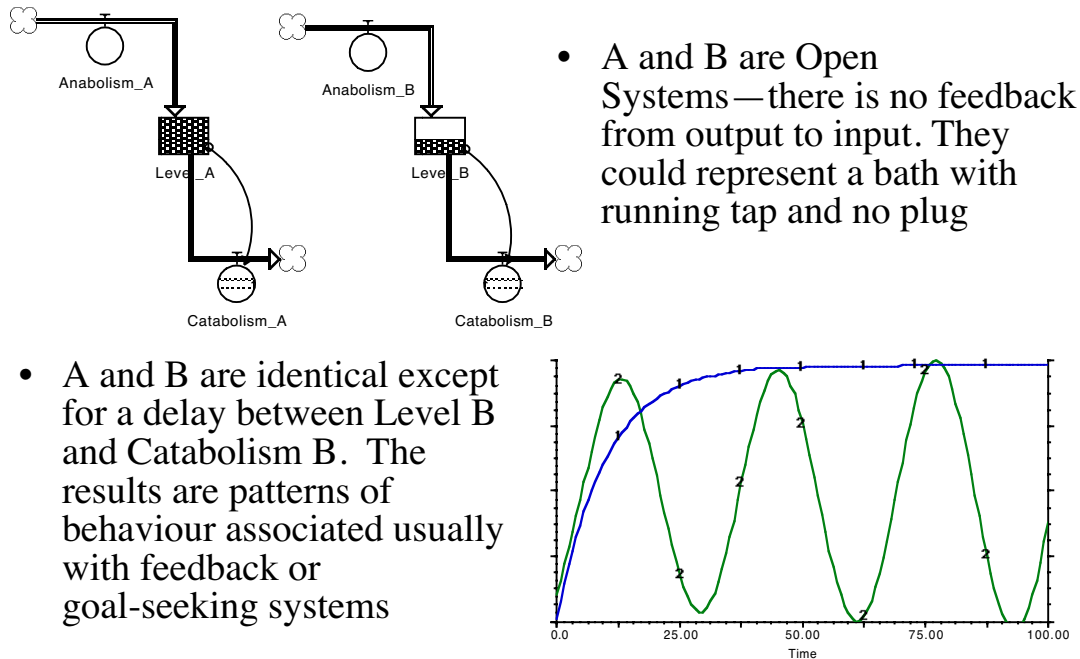 Anabolism_A
Level_A
Catabolism_A
Anabolism_B
Level_B
Catabolism_B
• A and B are Open
Systems—there is no feedback
from output to input. They
could represent a bath with
running tap and no plug
• A and B are identical except
for a delay between Level B
and Catabolism B. The
results are patterns of
behaviour associated usually
with feedback or
goal-seeking systems
2 1 1 1 1 1 1 1
2 2 2
2 2 2
0.0 25.00 50.00 75.00 100.00
Time